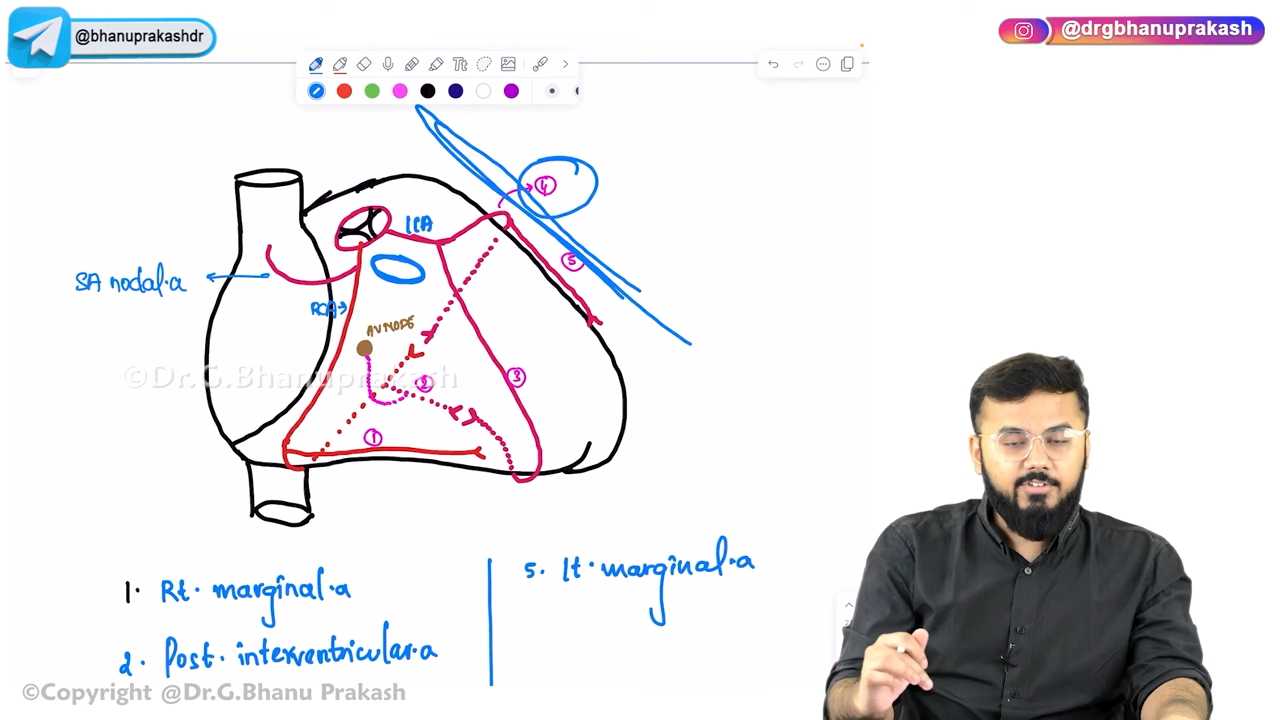 @bhanuprakashdr
@drgbhanuprakash
Tt
4
LCA
5
SA nodal.a
RCA→
AV NODE
©Dr.G.Bhanuprakash
2
3
1
1. Rt. marginal.a
2. Post. interventricular.a
5. lt. marginal.a
©Copyright @Dr.G.Bhanu Prakash